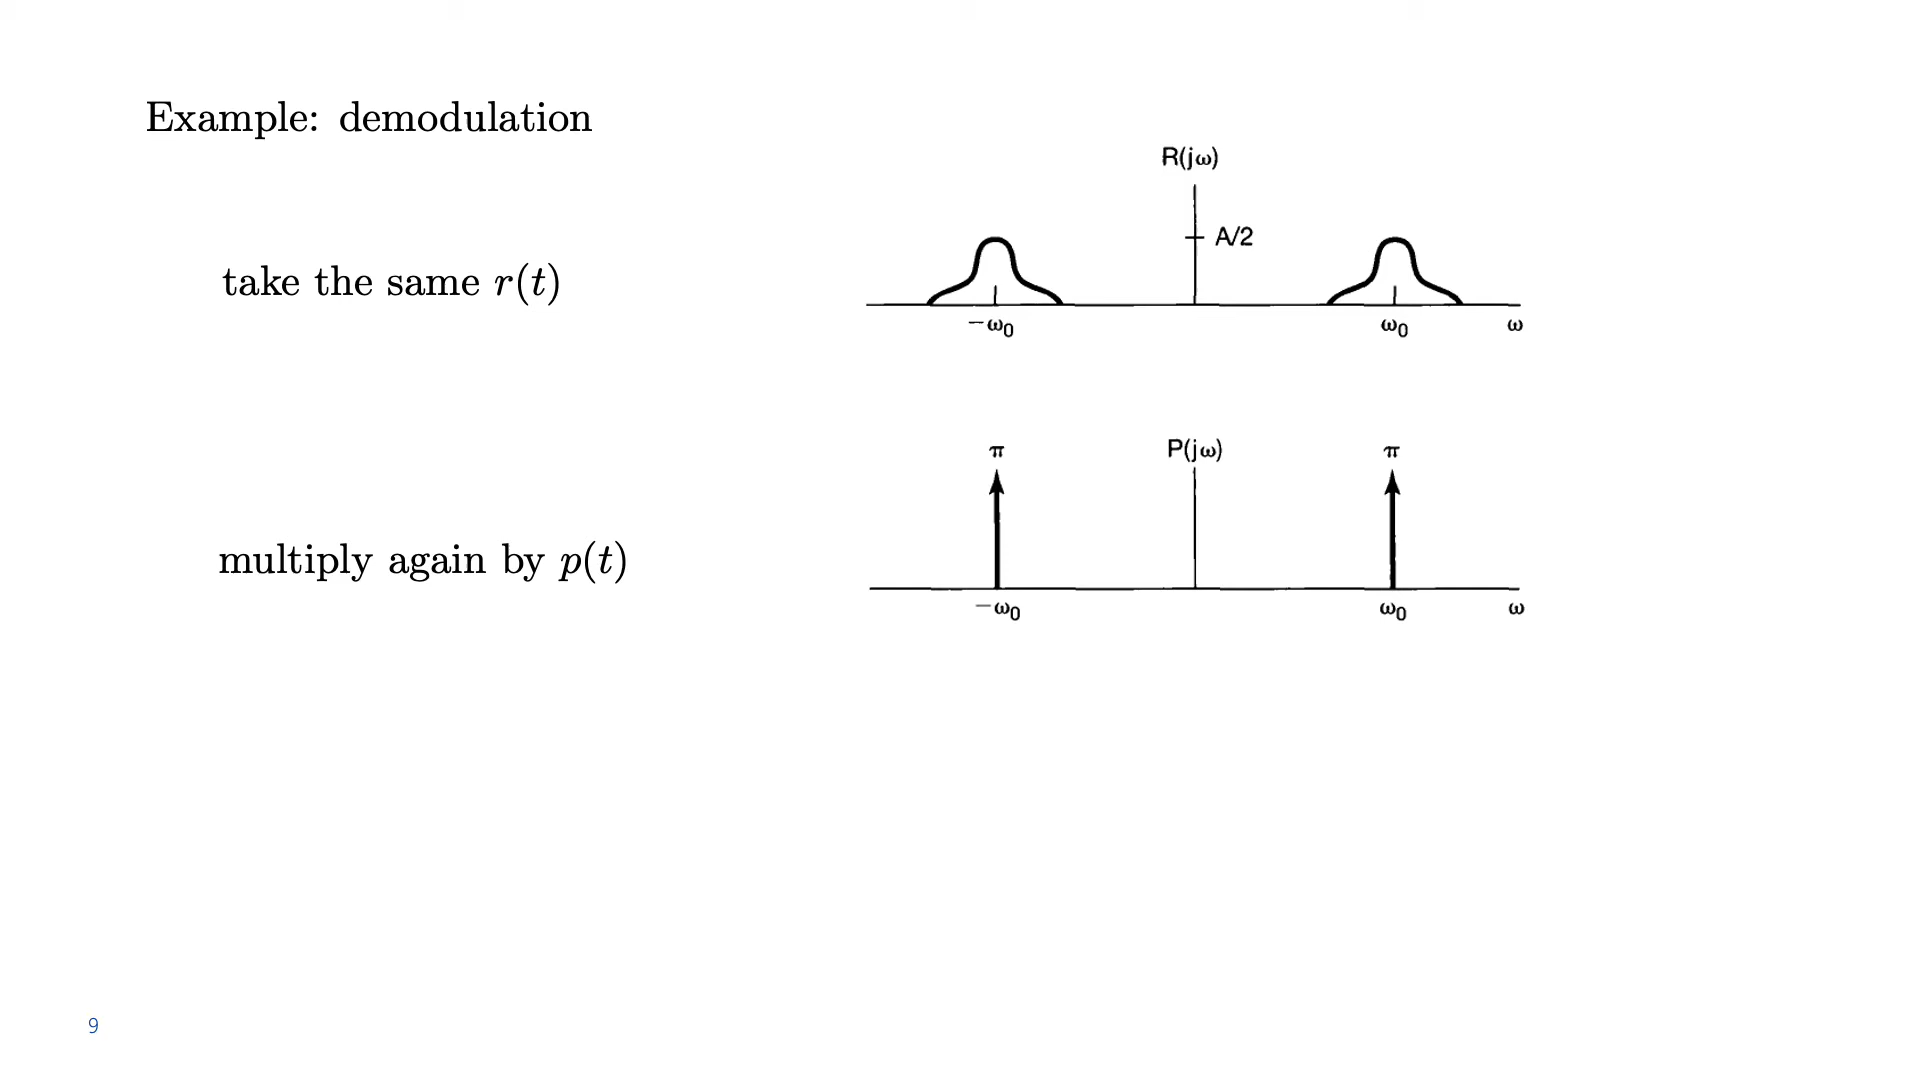 Example: demodulation
R(jω)
A/2
take the same r(t)
−ω₀
ω₀
ω
π
P(jω)
π
multiply again by p(t)
−ω₀
ω₀
ω
9